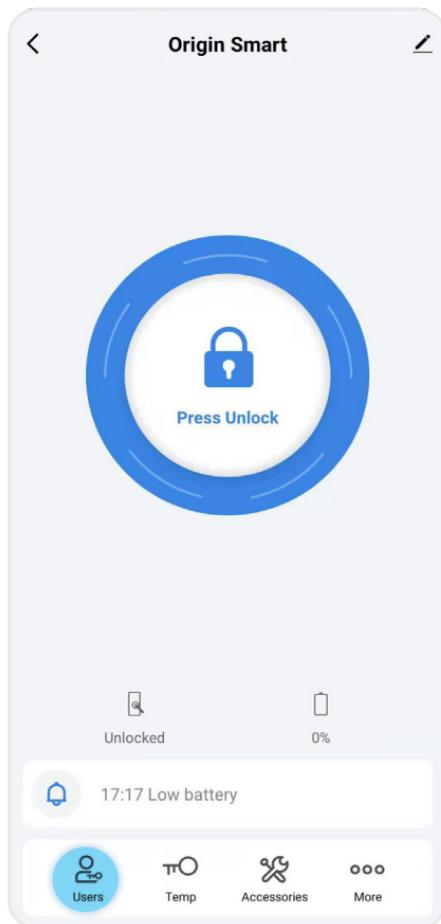 Origin Smart
Press Unlock
Unlocked
0%
17:17 Low battery
Users
Temp
Accessories
More